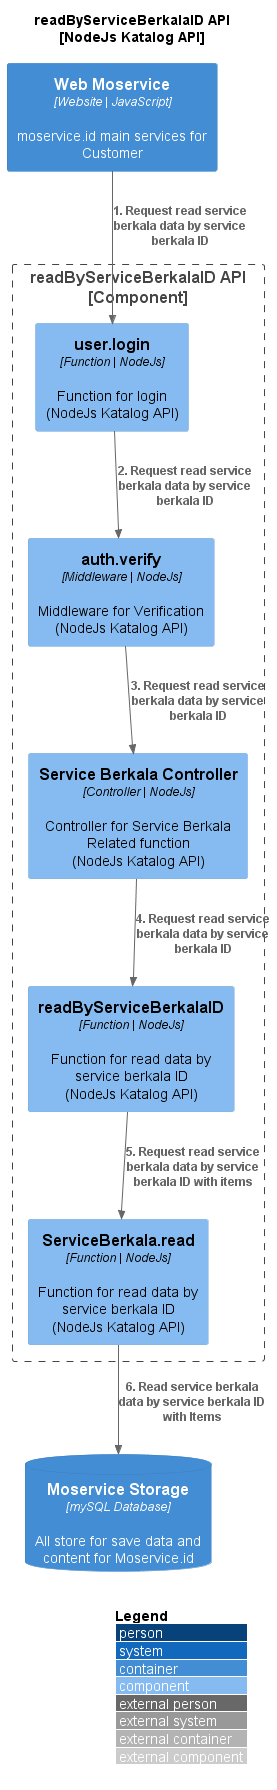 readByServiceBerkalaID API
[NodeJs Katalog API]
Web Moservice
[Website | JavaScript]
moservice.id main services for
Customer
1. Request read service
berkala data by service
berkala ID
readByServiceBerkalaID API
[Component]
user.login
[Function | NodeJs]
Function for login
(NodeJs Katalog API)
2. Request read service
berkala data by service
berkala ID
auth.verify
[Middleware | NodeJs]
Middleware for Verification
(NodeJs Katalog API)
3. Request read service
berkala data by service
berkala ID
Service Berkala Controller
[Controller | NodeJs]
Controller for Service Berkala
Related function
(NodeJs Katalog API)
4. Request read service
berkala data by service
berkala ID
readByServiceBerkalaID
[Function | NodeJs]
Function for read data by
service berkala ID
(NodeJs Katalog API)
5. Request read service
berkala data by service
berkala ID with items
ServiceBerkala.read
[Function | NodeJs]
Function for read data by
service berkala ID
(NodeJs Katalog API)
6. Read service berkala
data by service berkala ID
with Items
Moservice Storage
[mySQL Database]
All store for save data and
content for Moservice.id
Legend
person
system
container
component
external person
external system
external container
external component